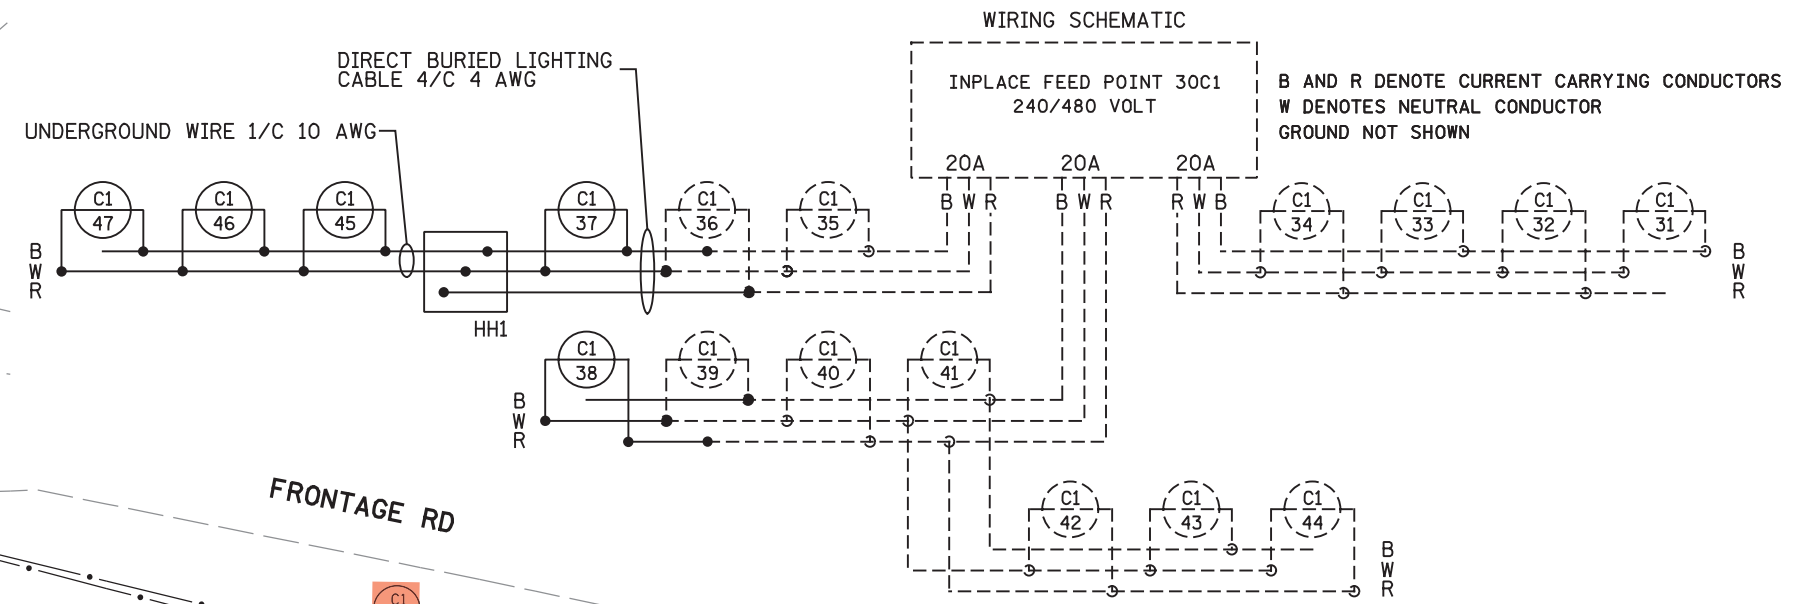 WIRING SCHEMATIC
DIRECT BURIED LIGHTING
CABLE 4/C 4 AWG
INPLACE FEED POINT 30C1
240/480 VOLT
B AND R DENOTE CURRENT CARRYING CONDUCTORS
W DENOTES NEUTRAL CONDUCTOR
GROUND NOT SHOWN
UNDERGROUND WIRE 1/C 10 AWG
20A 20A 20A
B W R B W R R W B
C1 C1 C1 C1 C1 C1 C1 C1 C1 C1
47 46 45 37 36 35 34 33 32 31
B B
W W
R R
HH1
C1 C1 C1 C1
38 39 40 41
B
W
R
FRONTAGE RD
C1 C1 C1
42 43 44
B
W
R
C1